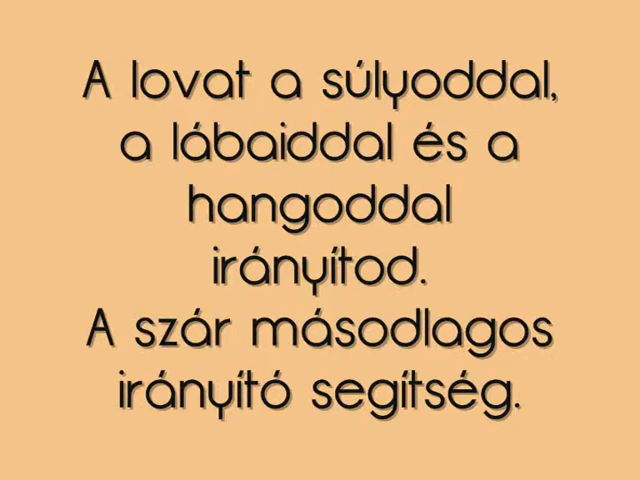 A lovat a súlyoddal,
a lábaiddal és a
hangoddal
irányítod.
A szár másodlagos
irányító segítség.